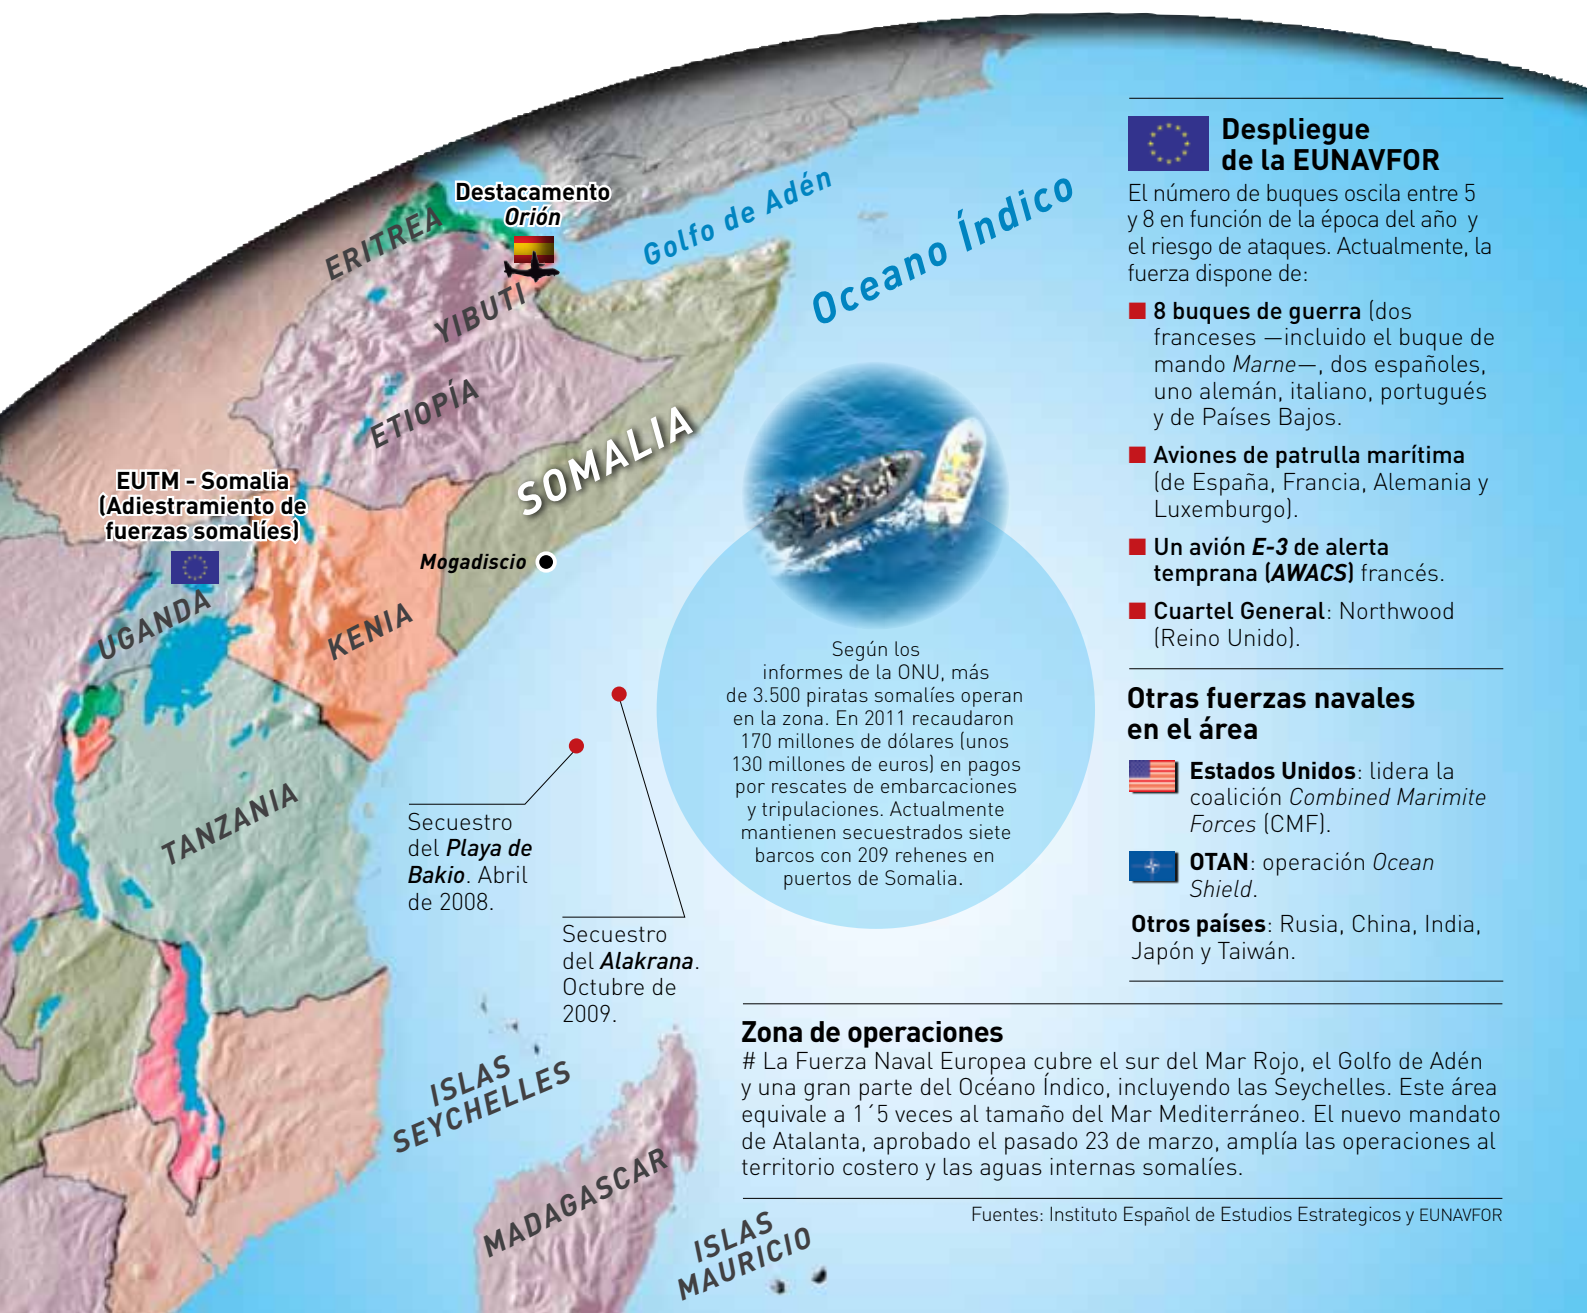 Destacamento
Orión
ERITREA
YIBUTI
ETIOPÍA
SOMALIA
Golfo de Adén
Oceano Índico
EUTM - Somalia
(Adiestramiento de
fuerzas somalíes)
Mogadiscio
UGANDA
KENIA
TANZANIA
Secuestro
del Playa de
Bakio. Abril
de 2008.
Secuestro
del Alakrana.
Octubre de
2009.
ISLAS
SEYCHELLES
MADAGASCAR
ISLAS
MAURICIO
Según los
informes de la ONU, más
de 3.500 piratas somalíes operan
en la zona. En 2011 recaudaron
170 millones de dólares (unos
130 millones de euros) en pagos
por rescates de embarcaciones
y tripulaciones. Actualmente
mantienen secuestrados siete
barcos con 209 rehenes en
puertos de Somalia.
Despliegue
de la EUNAVFOR
El número de buques oscila entre 5
y 8 en función de la época del año y
el riesgo de ataques. Actualmente, la
fuerza dispone de:
8 buques de guerra (dos
franceses —incluido el buque de
mando Marne—, dos españoles,
uno alemán, italiano, portugués
y de Países Bajos.
Aviones de patrulla marítima
(de España, Francia, Alemania y
Luxemburgo).
Un avión E-3 de alerta
temprana (AWACS) francés.
Cuartel General: Northwood
(Reino Unido).
Otras fuerzas navales
en el área
Estados Unidos: lidera la
coalición Combined Marimite
Forces (CMF).
OTAN: operación Ocean
Shield.
Otros países: Rusia, China, India,
Japón y Taiwán.
Zona de operaciones
# La Fuerza Naval Europea cubre el sur del Mar Rojo, el Golfo de Adén
y una gran parte del Océano Índico, incluyendo las Seychelles. Este área
equivale a 1´5 veces al tamaño del Mar Mediterráneo. El nuevo mandato
de Atalanta, aprobado el pasado 23 de marzo, amplía las operaciones al
territorio costero y las aguas internas somalíes.
Fuentes: Instituto Español de Estudios Estrategicos y EUNAVFOR